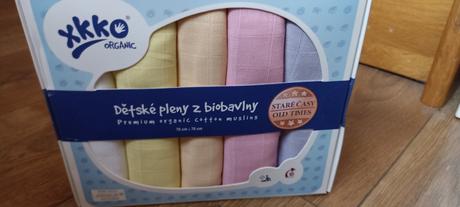 xkko
ORGANIC
Dětské pleny z biobavlny
Premium organic cotton muslins
70 cm x 70 cm
STARÉ ČASY
OLD TIMES